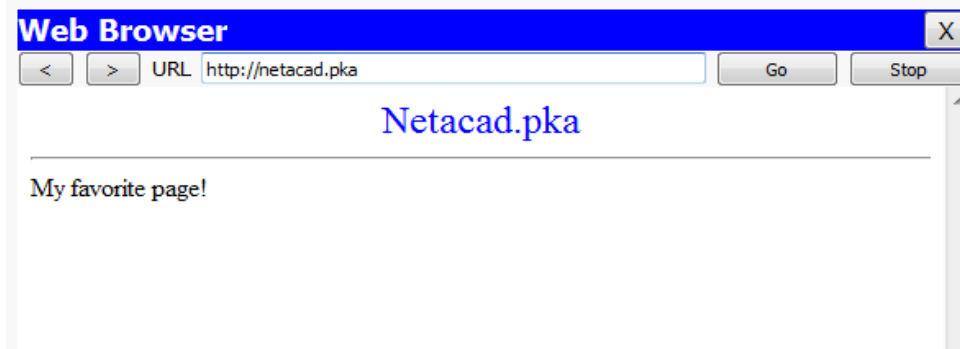 Web Browser X
< > URL http://netacad.pka Go Stop
Netacad.pka
My favorite page!